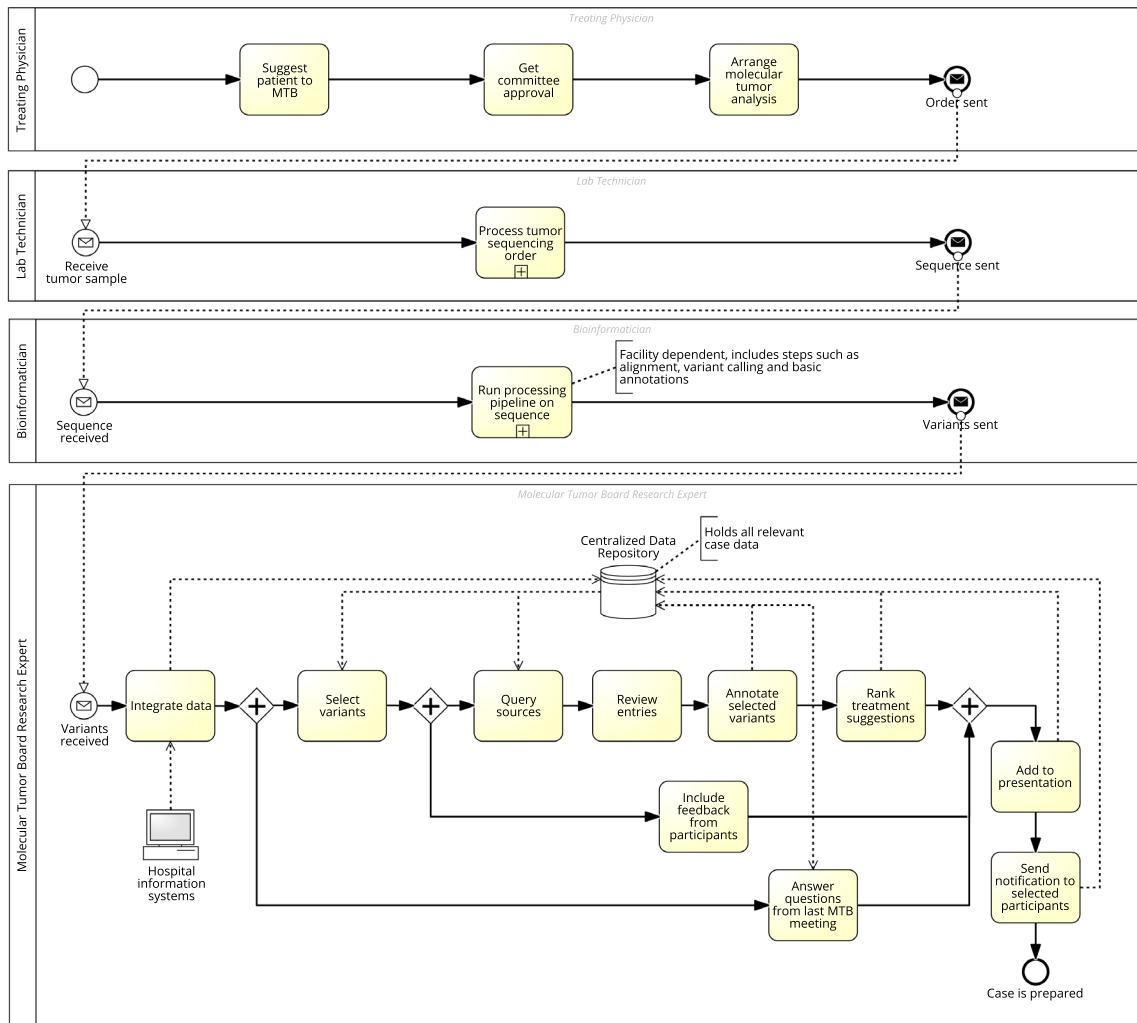 Treating Physician
Treating Physician
Suggest
patient to
MTB
Get
committee
approval
Arrange
molecular
tumor
analysis
Order sent
Lab Technician
Lab Technician
Receive
tumor sample
Process tumor
sequencing
order
Sequence sent
Bioinformatician
Bioinformatician
Sequence
received
Run processing
pipeline on
sequence
Facility dependent, includes steps such as
alignment, variant calling and basic
annotations
Variants sent
Molecular Tumor Board Research Expert
Molecular Tumor Board Research Expert
Centralized Data
Repository
Holds all relevant
case data
Variants
received
Integrate data
Select
variants
Query
sources
Review
entries
Annotate
selected
variants
Rank
treatment
suggestions
Add to
presentation
Include
feedback
from
participants
Hospital
information
systems
Answer
questions
from last MTB
meeting
Send
notification to
selected
participants
Case is prepared